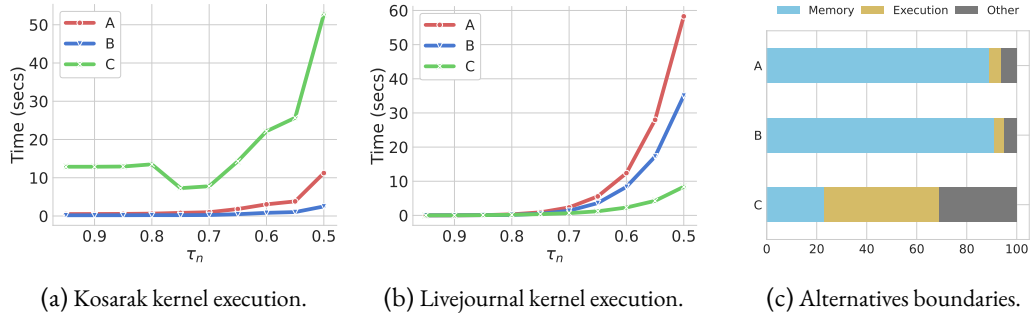 Time (secs)
50
40
30
20
10
0
A
B
C
0.9 0.8 0.7 0.6 0.5
τn
(a) Kosarak kernel execution.
Time (secs)
60
50
40
30
20
10
0
A
B
C
0.9 0.8 0.7 0.6 0.5
τn
(b) Livejournal kernel execution.
Memory Execution Other
A
B
C
0 20 40 60 80 100
(c) Alternatives boundaries.